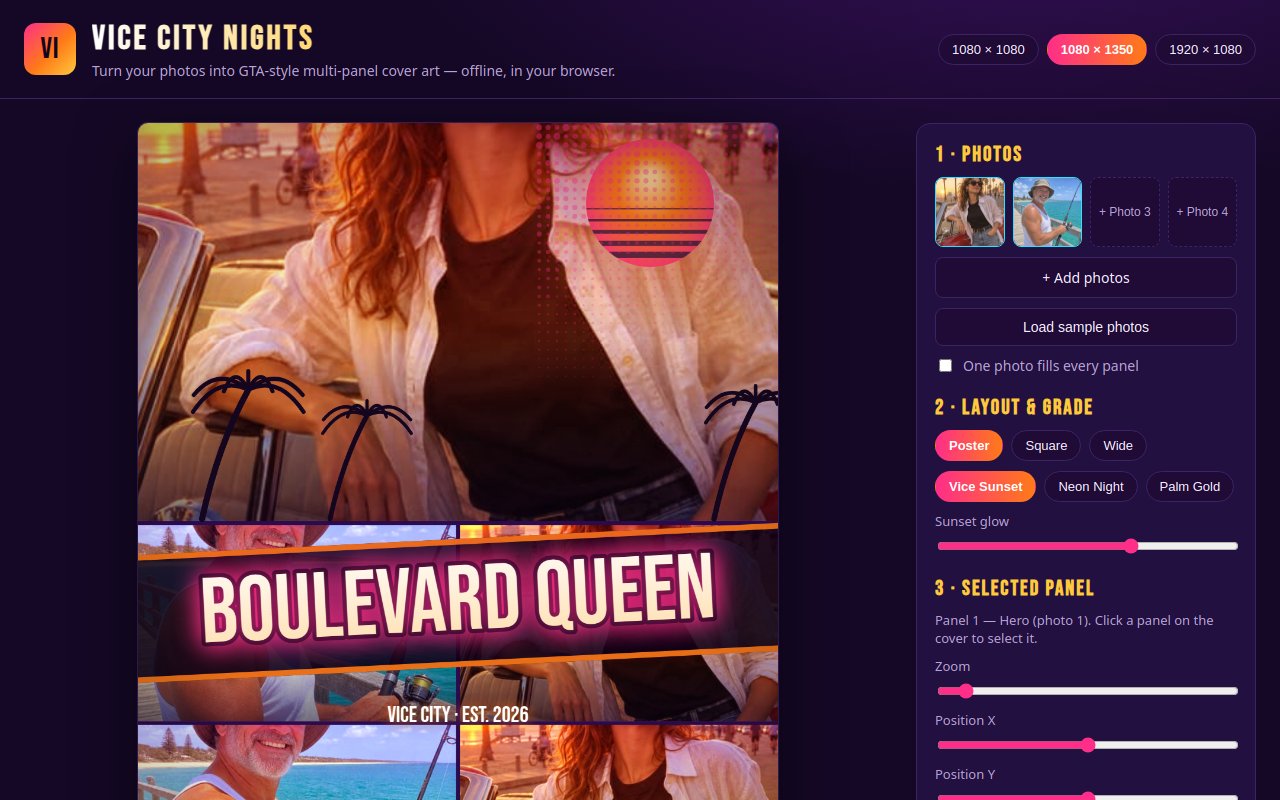 VI
VICE CITY NIGHTS
Turn your photos into GTA-style multi-panel cover art — offline, in your browser.
1080 × 1080
1080 × 1350
1920 × 1080
BOULEVARD QUEEN
VICE CITY · EST. 2026
1 · PHOTOS
+ Photo 3
+ Photo 4
+ Add photos
Load sample photos
One photo fills every panel
2 · LAYOUT & GRADE
Poster
Square
Wide
Vice Sunset
Neon Night
Palm Gold
Sunset glow
3 · SELECTED PANEL
Panel 1 — Hero (photo 1). Click a panel on the
cover to select it.
Zoom
Position X
Position Y